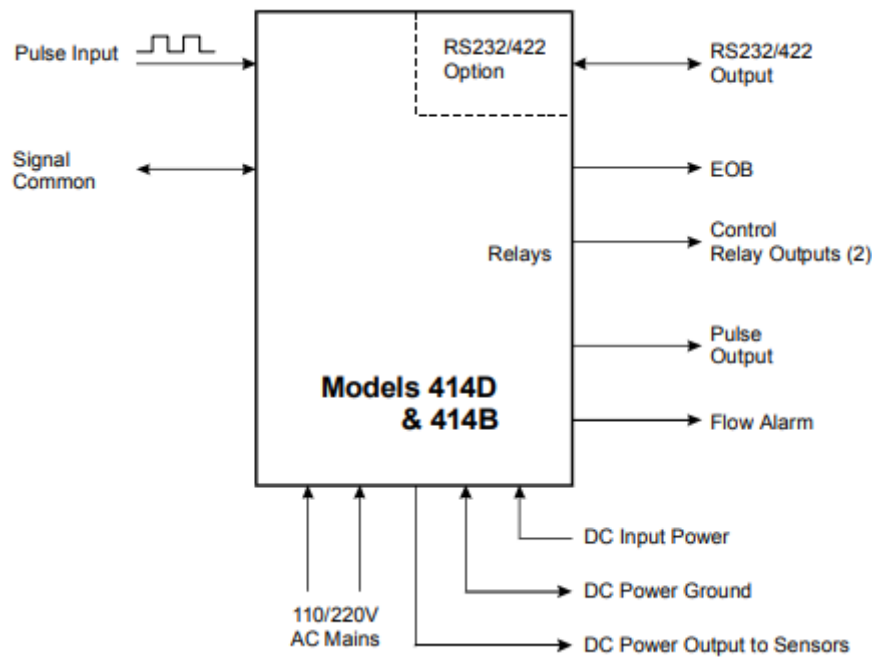 Pulse Input
Signal
Common
RS232/422
Option
Relays
Models 414D
& 414B
RS232/422
Output
EOB
Control
Relay Outputs (2)
Pulse
Output
Flow Alarm
DC Input Power
DC Power Ground
DC Power Output to Sensors
110/220V
AC Mains